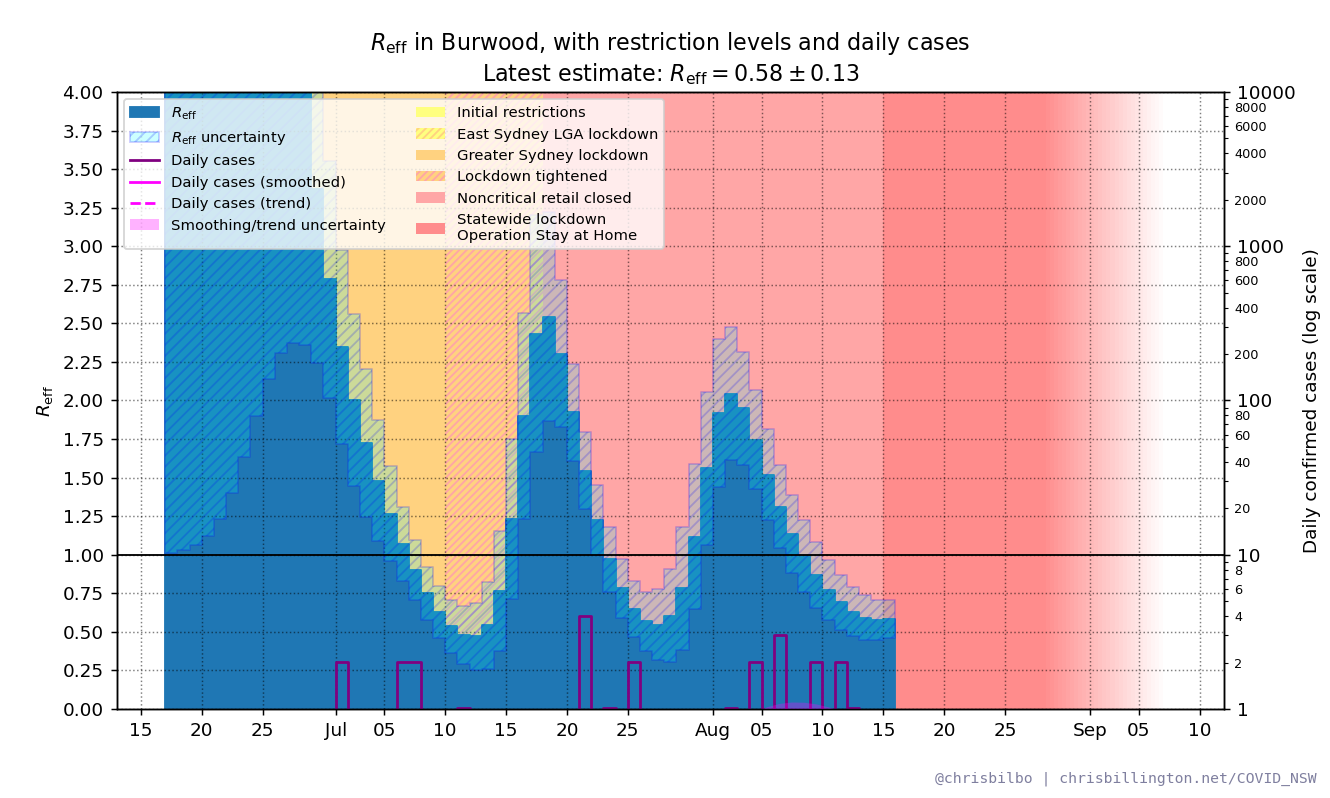 Reff in Burwood, with restriction levels and daily cases
Latest estimate: Reff = 0.58 ± 0.13
4.00
3.75
3.50
3.25
3.00
2.75
2.50
2.25
2.00
1.75
1.50
1.25
1.00
0.75
0.50
0.25
0.00
Reff
Reff
Reff uncertainty
Daily cases
Daily cases (smoothed)
Daily cases (trend)
Smoothing/trend uncertainty
Initial restrictions
East Sydney LGA lockdown
Greater Sydney lockdown
Lockdown tightened
Noncritical retail closed
Statewide lockdown
Operation Stay at Home
10000
8000
6000
4000
2000
1000
800
600
400
200
100
80
60
40
20
10
8
6
4
2
1
Daily confirmed cases (log scale)
15 20 25 Jul 05 10 15 20 25 Aug 05 10 15 20 25 Sep 05 10
@chrisbilbo | chrisbillington.net/COVID_NSW